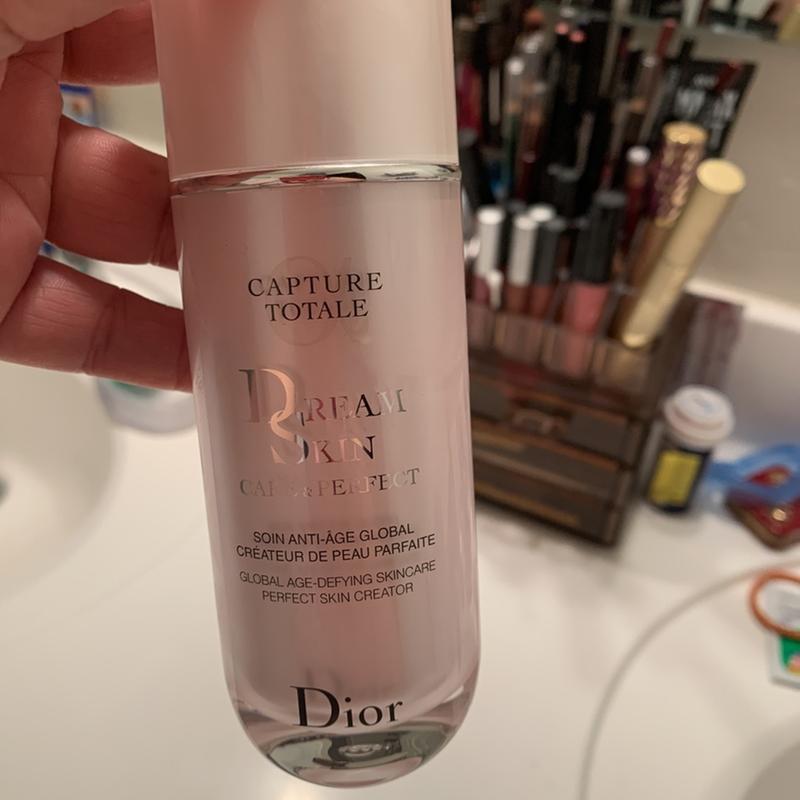 CAPTURE
TOTALE
DREAM
SKIN
CARE & PERFECT
SOIN ANTI-ÂGE GLOBAL
CRÉATEUR DE PEAU PARFAITE
GLOBAL AGE-DEFYING SKINCARE
PERFECT SKIN CREATOR
Dior